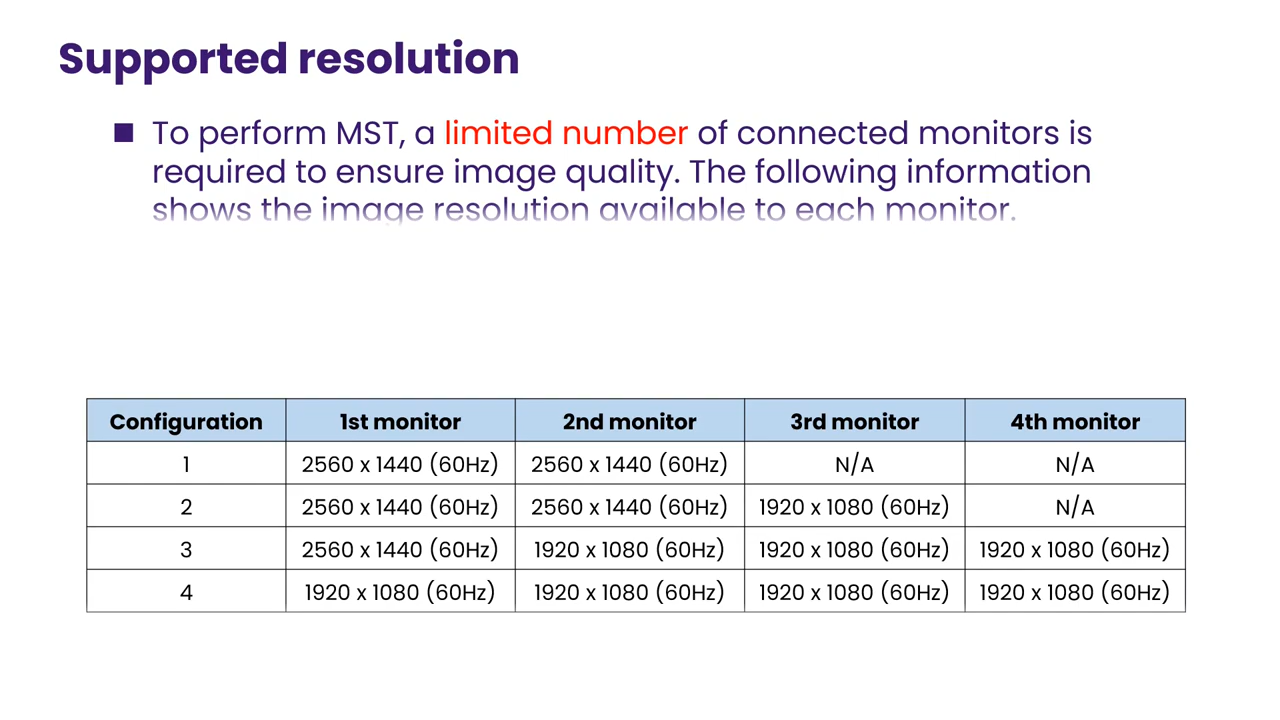 Supported resolution
■ To perform MST, a limited number of connected monitors is
required to ensure image quality. The following information
shows the image resolution available to each monitor.
Configuration 1st monitor 2nd monitor 3rd monitor 4th monitor
1 2560 x 1440 (60Hz) 2560 x 1440 (60Hz) N/A N/A
2 2560 x 1440 (60Hz) 2560 x 1440 (60Hz) 1920 x 1080 (60Hz) N/A
3 2560 x 1440 (60Hz) 1920 x 1080 (60Hz) 1920 x 1080 (60Hz) 1920 x 1080 (60Hz)
4 1920 x 1080 (60Hz) 1920 x 1080 (60Hz) 1920 x 1080 (60Hz) 1920 x 1080 (60Hz)